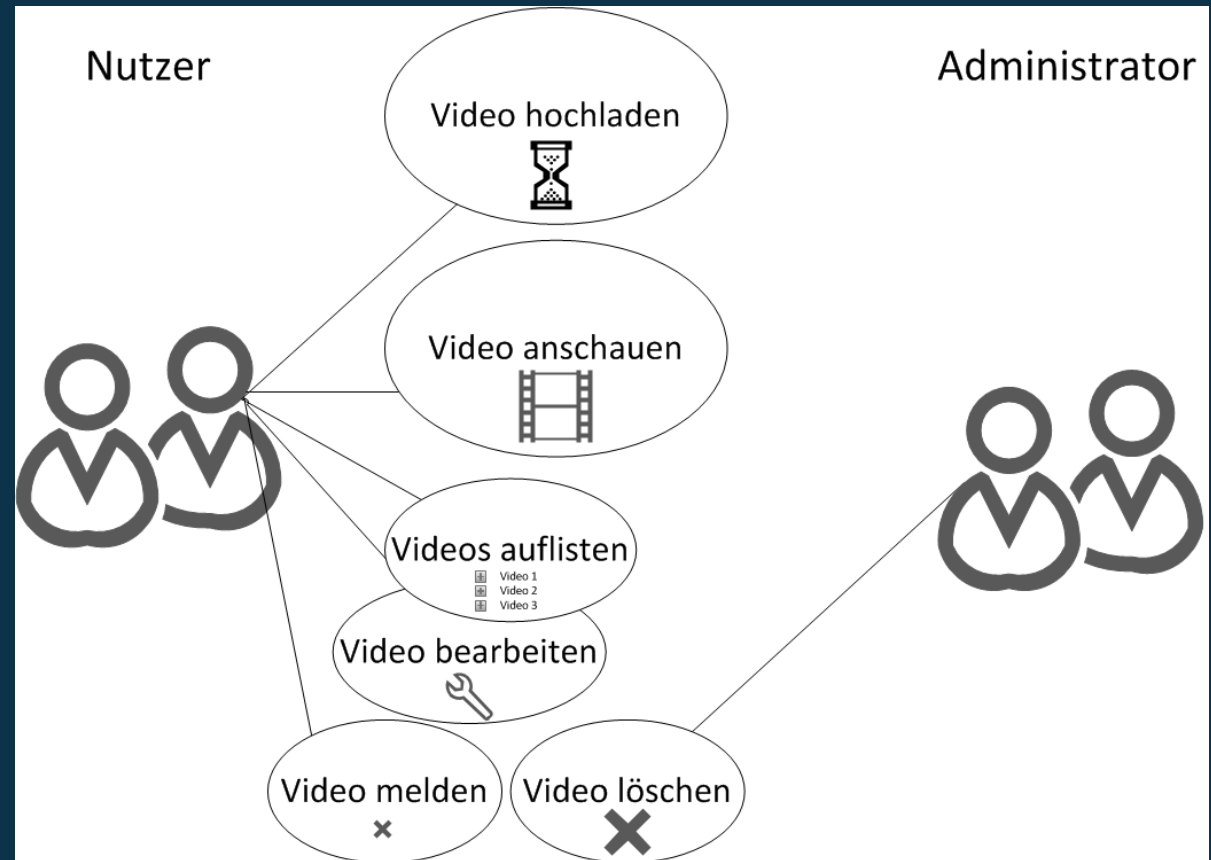 Nutzer
Administrator
Video hochladen
Video anschauen
Videos auflisten
Video 1
Video 2
Video 3
Video bearbeiten
Video melden
Video löschen